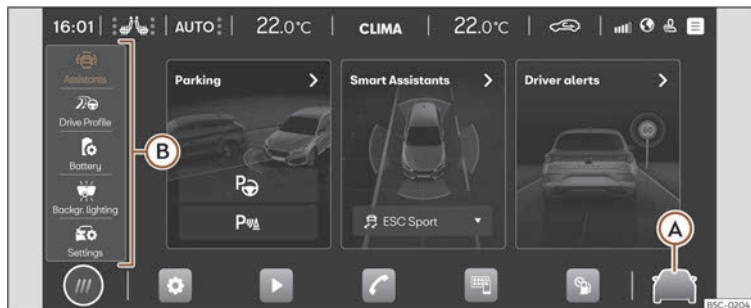 16:01 AUTO 22.0°C CLIMA 22.0°C
Assistants
Drive Profile
Battery
Backgr. lighting
Settings
B
Parking
P
P
Smart Assistants
ESC Sport
Driver alerts
60
A
B5C-0204